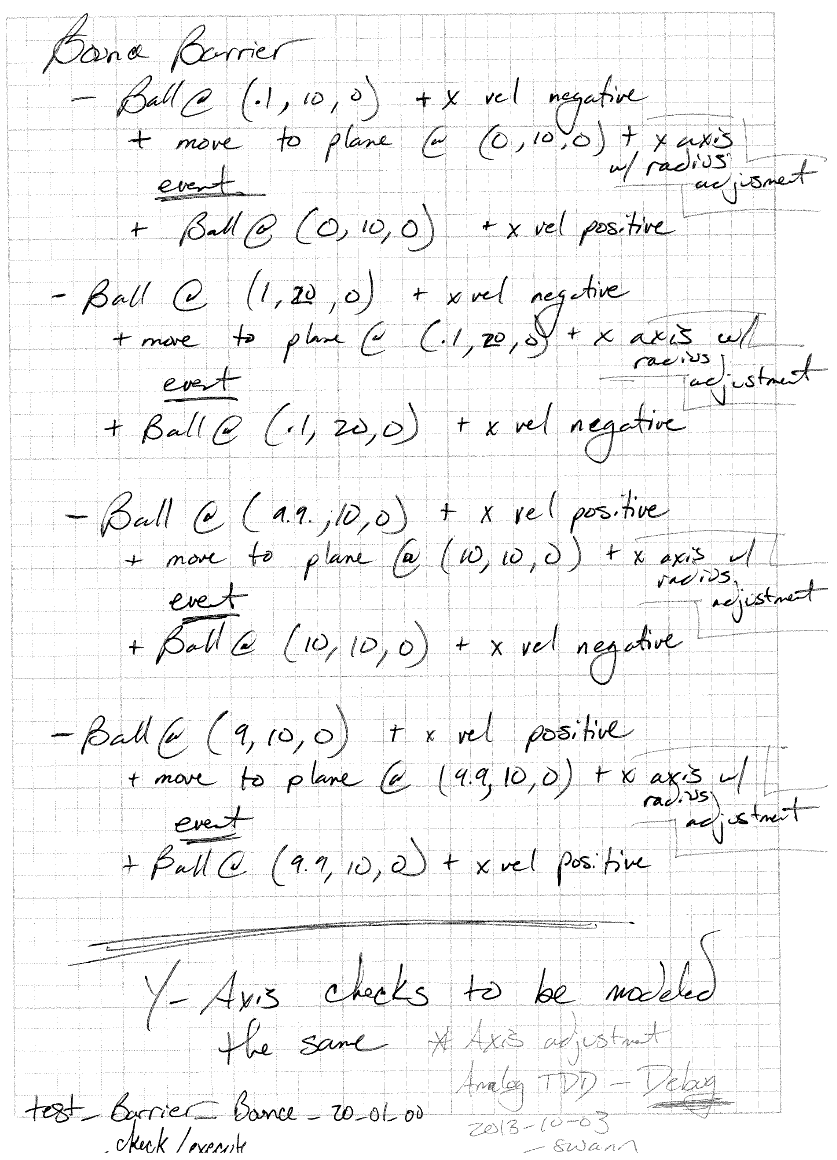 Bounce Barrier
- Ball @ (.1, 10, 0) + x vel negative
+ move to plane @ (0, 10, 0) + x axis
w/ radius
adjusment
event
+ Ball @ (0, 10, 0) + x vel positive
- Ball @ (1, 20, 0) + x vel negative
+ move to plane @ (.1, 20, 0) + x axis w/
radius
adjustment
event
+ Ball @ (.1, 20, 0) + x vel negative
- Ball @ (9.9, 10, 0) + x vel positive
+ move to plane @ (10, 10, 0) + x axis w/
radius
adjustment
event
+ Ball @ (10, 10, 0) + x vel negative
- Ball @ (9, 10, 0) + x vel positive
+ move to plane @ (9.9, 10, 0) + x axis w/
radius
adjustment
event
+ Ball @ (9.9, 10, 0) + x vel positive
Y-Axis checks to be modeled
the same
* Axis adjustment
Analog TDD - Debug
test_Barrier_Bounce_20_01_00
2013-10-03
check/execute
- swann